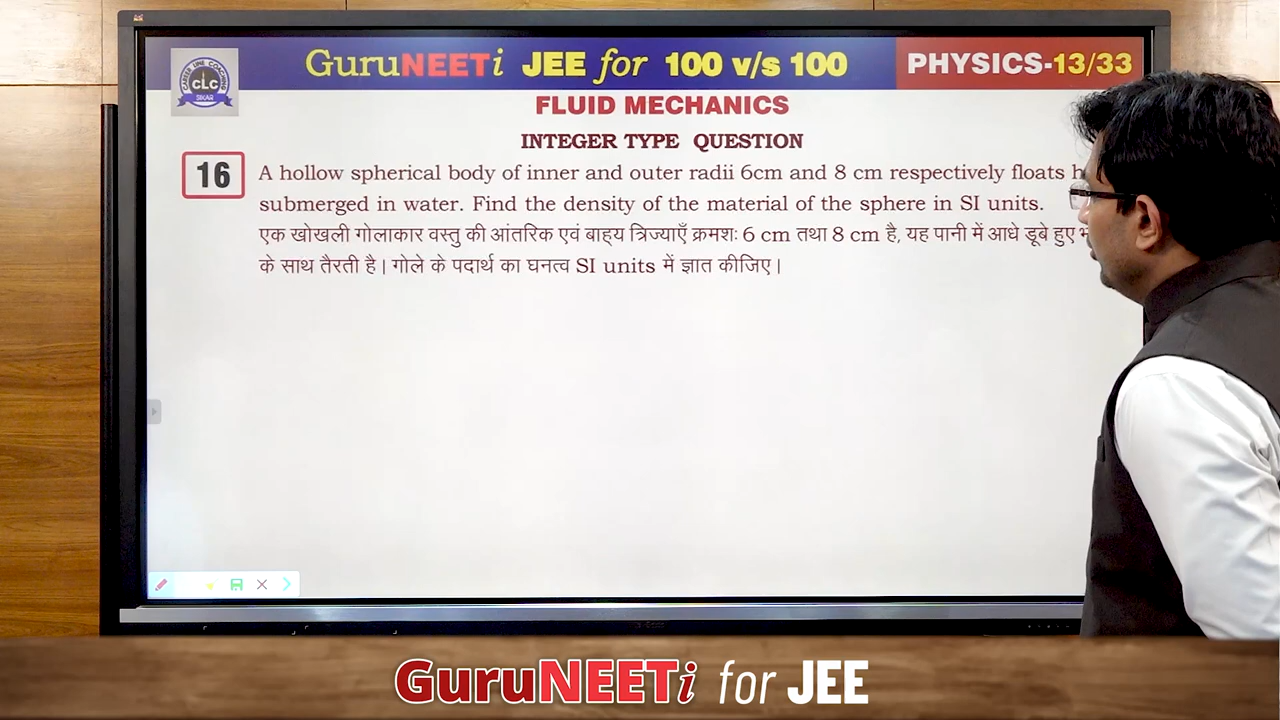 GuruNEETi JEE for 100 v/s 100
PHYSICS-13/33
CLC
SIKAR
FLUID MECHANICS
INTEGER TYPE QUESTION
16
A hollow spherical body of inner and outer radii 6cm and 8 cm respectively floats
submerged in water. Find the density of the material of the sphere in SI units.
एक खोखली गोलाकार वस्तु की आंतरिक एवं बाह्य त्रिज्याएँ क्रमशः 6 cm तथा 8 cm है, यह पानी में आधे डूबे हुए
के साथ तैरती है। गोले के पदार्थ का घनत्व SI units में ज्ञात कीजिए।
GuruNEETi for JEE